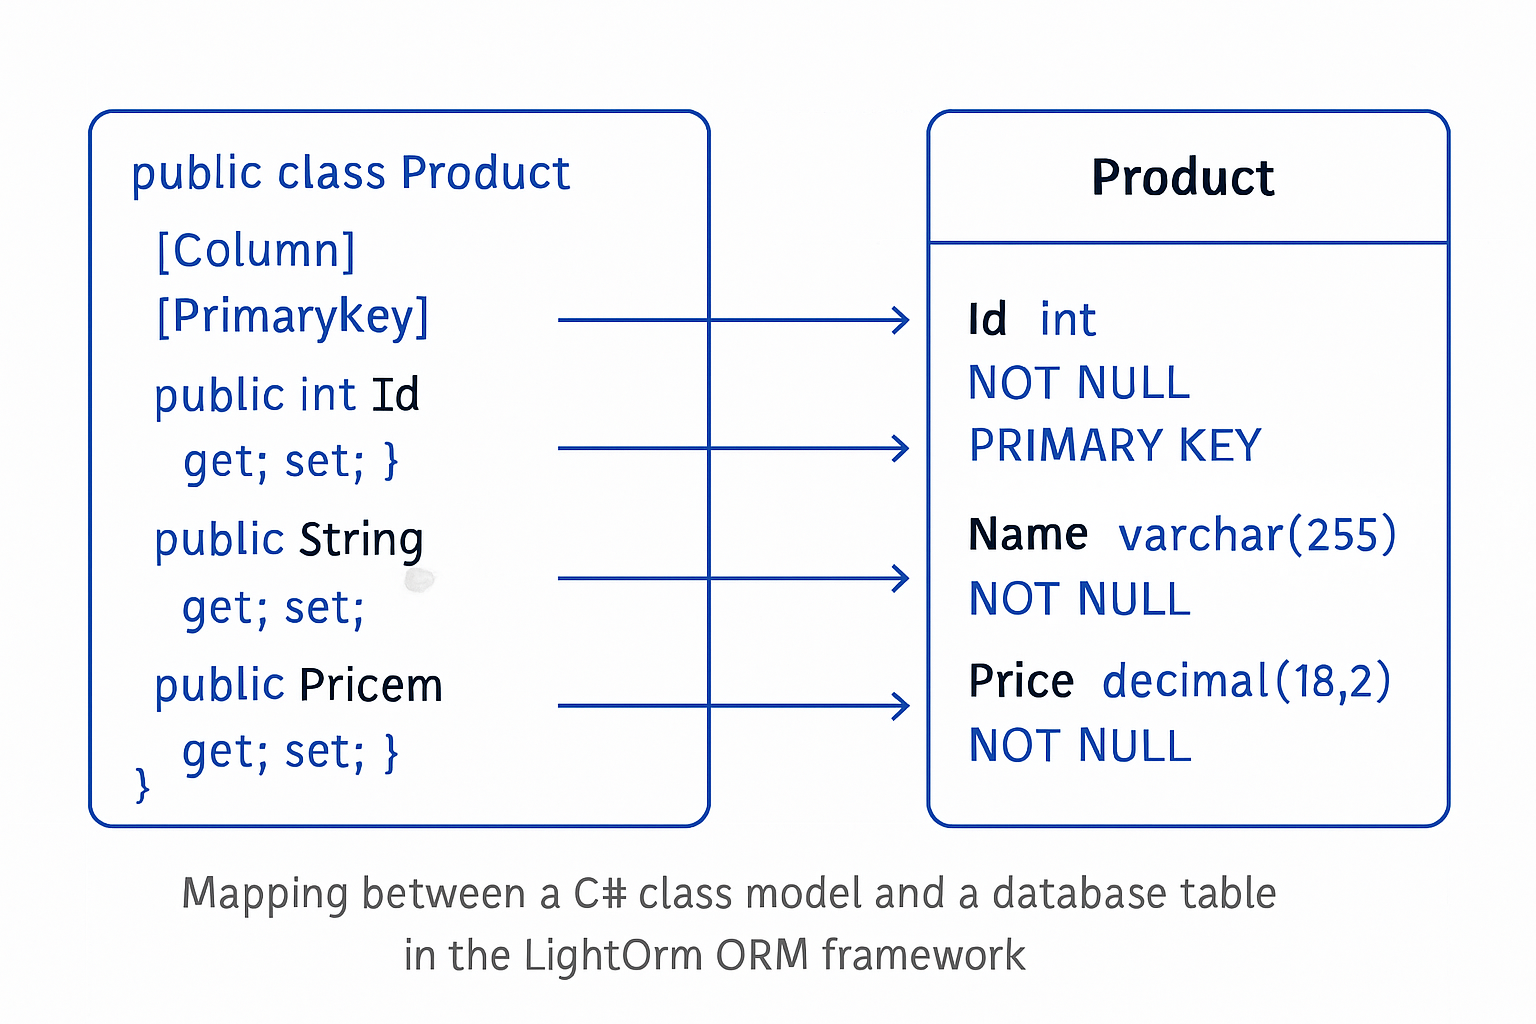 public class Product
[Column]
[Primarykey]
public int Id
get; set; }
public String
get; set;
public Pricem
get; set; }
}
Product
Id int
NOT NULL
PRIMARY KEY
Name varchar(255)
NOT NULL
Price decimal(18,2)
NOT NULL
Mapping between a C# class model and a database table
in the LightOrm ORM framework